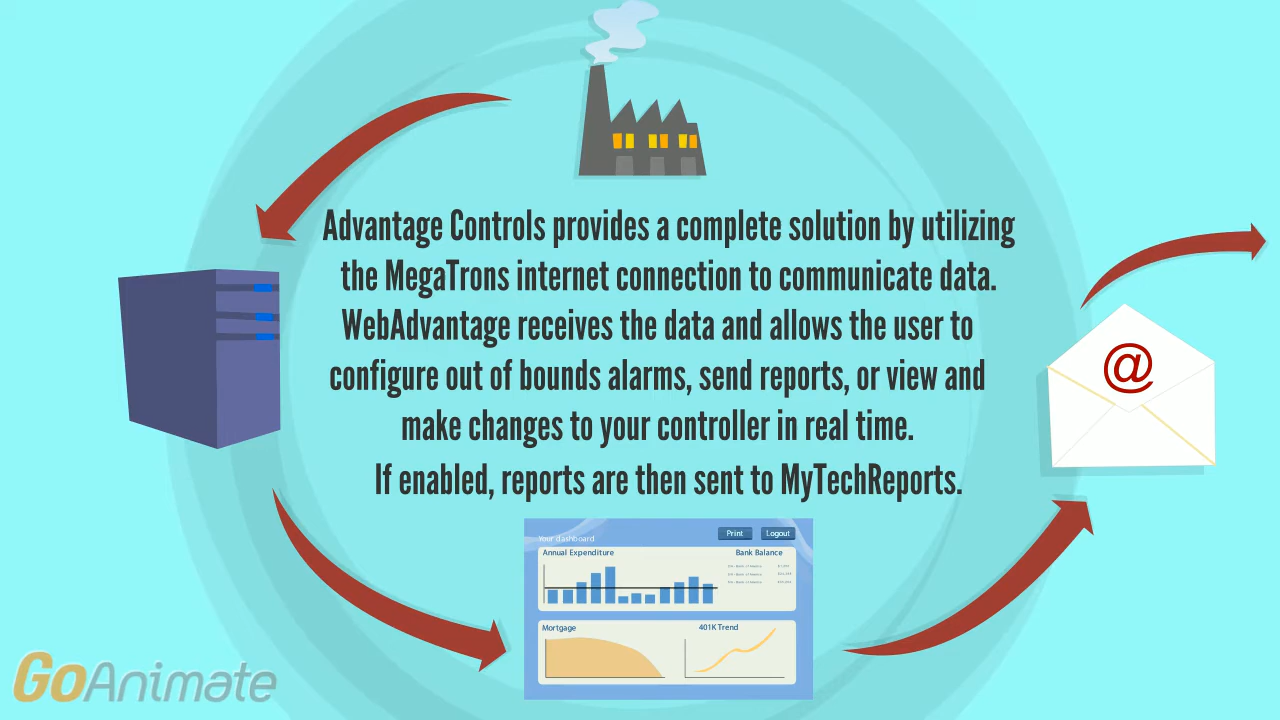 Advantage Controls provides a complete solution by utilizing
the MegaTrons internet connection to communicate data.
WebAdvantage receives the data and allows the user to
configure out of bounds alarms, send reports, or view and
make changes to your controller in real time.
If enabled, reports are then sent to MyTechReports.
@
Your dashboard
Print Logout
Annual Expenditure Bank Balance
Mortgage 401K Trend
GoAnimate